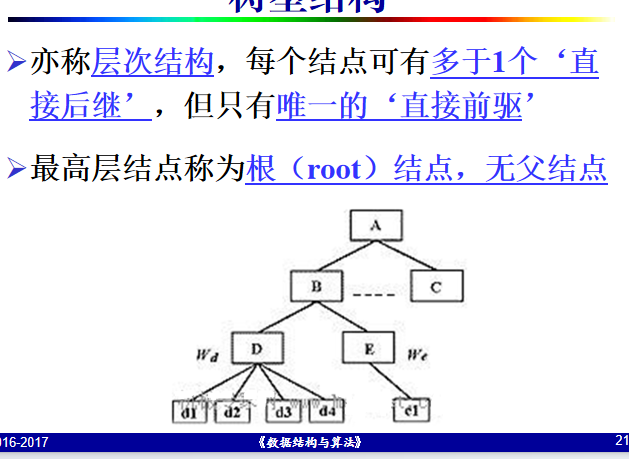 树型结构
➢亦称层次结构，每个结点可有多于1个‘直
接后继’，但只有唯一的‘直接前驱’
➢最高层结点称为根（root）结点，无父结点
A
B
C
Wd D
E We
d1 d2 d3 d4 e1
016-2017 《数据结构与算法》 21